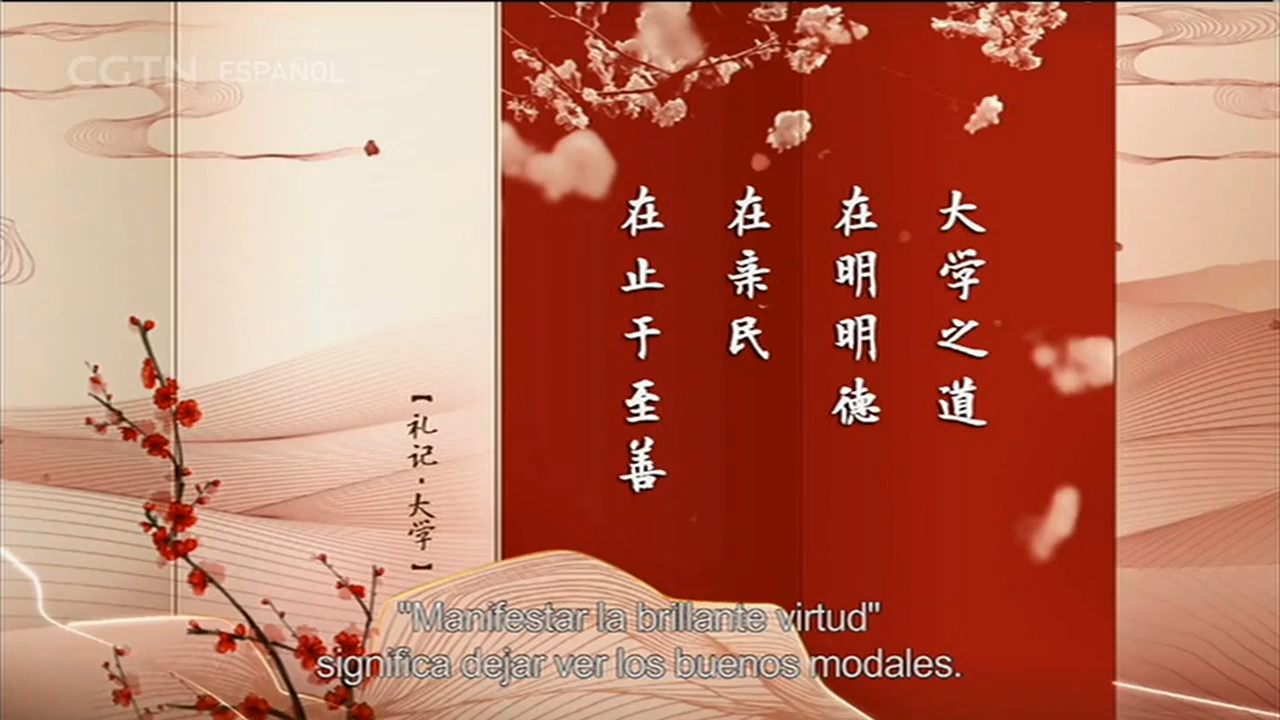 CGTN ESPAÑOL
大学之道
在明明德
在亲民
在止于至善
【礼记·大学】
"Manifestar la brillante virtud"
significa dejar ver los buenos modales.